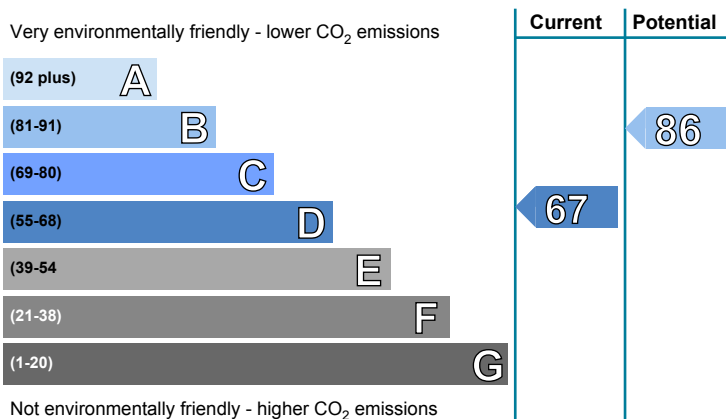 Very environmentally friendly - lower CO2 emissions
Current
Potential
(92 plus) A
(81-91) B
86
(69-80) C
(55-68) D
67
(39-54 E
(21-38) F
(1-20) G
Not environmentally friendly - higher CO2 emissions